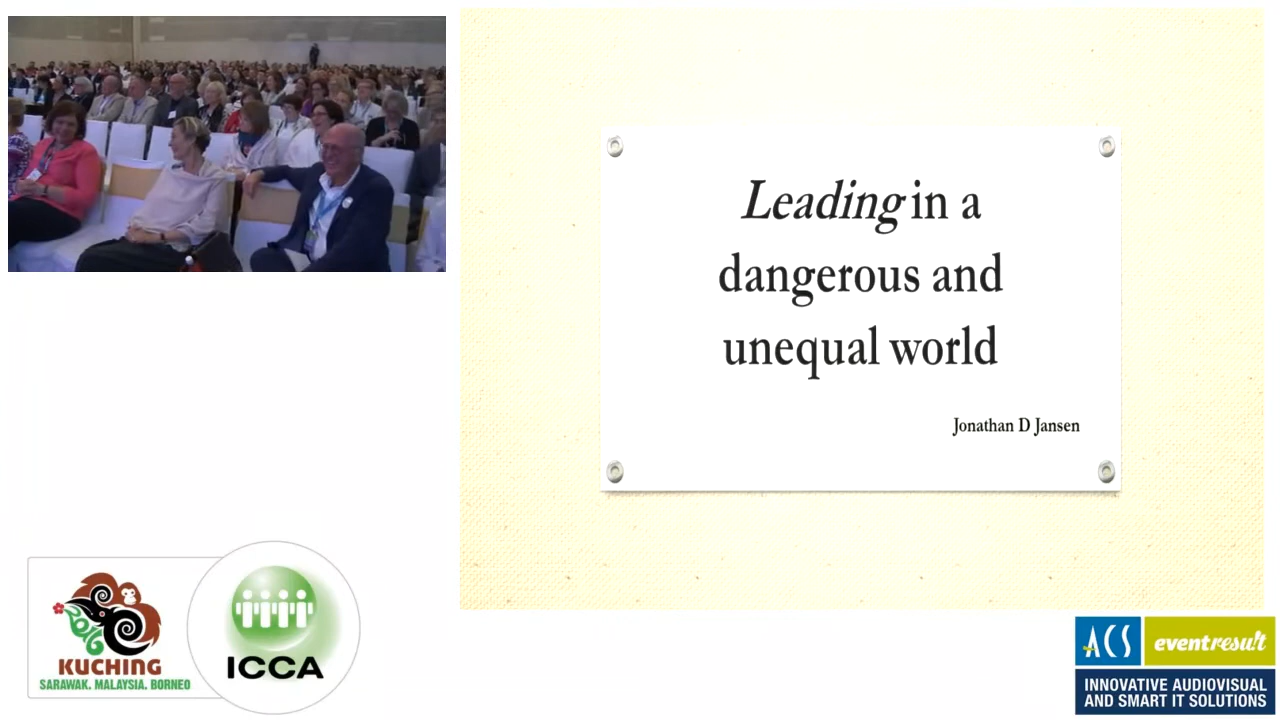 Leading in a
dangerous and
unequal world
Jonathan D Jansen
2016
KUCHING
SARAWAK. MALAYSIA. BORNEO
ICCA
ACS
eventresult
INNOVATIVE AUDIOVISUAL
AND SMART IT SOLUTIONS